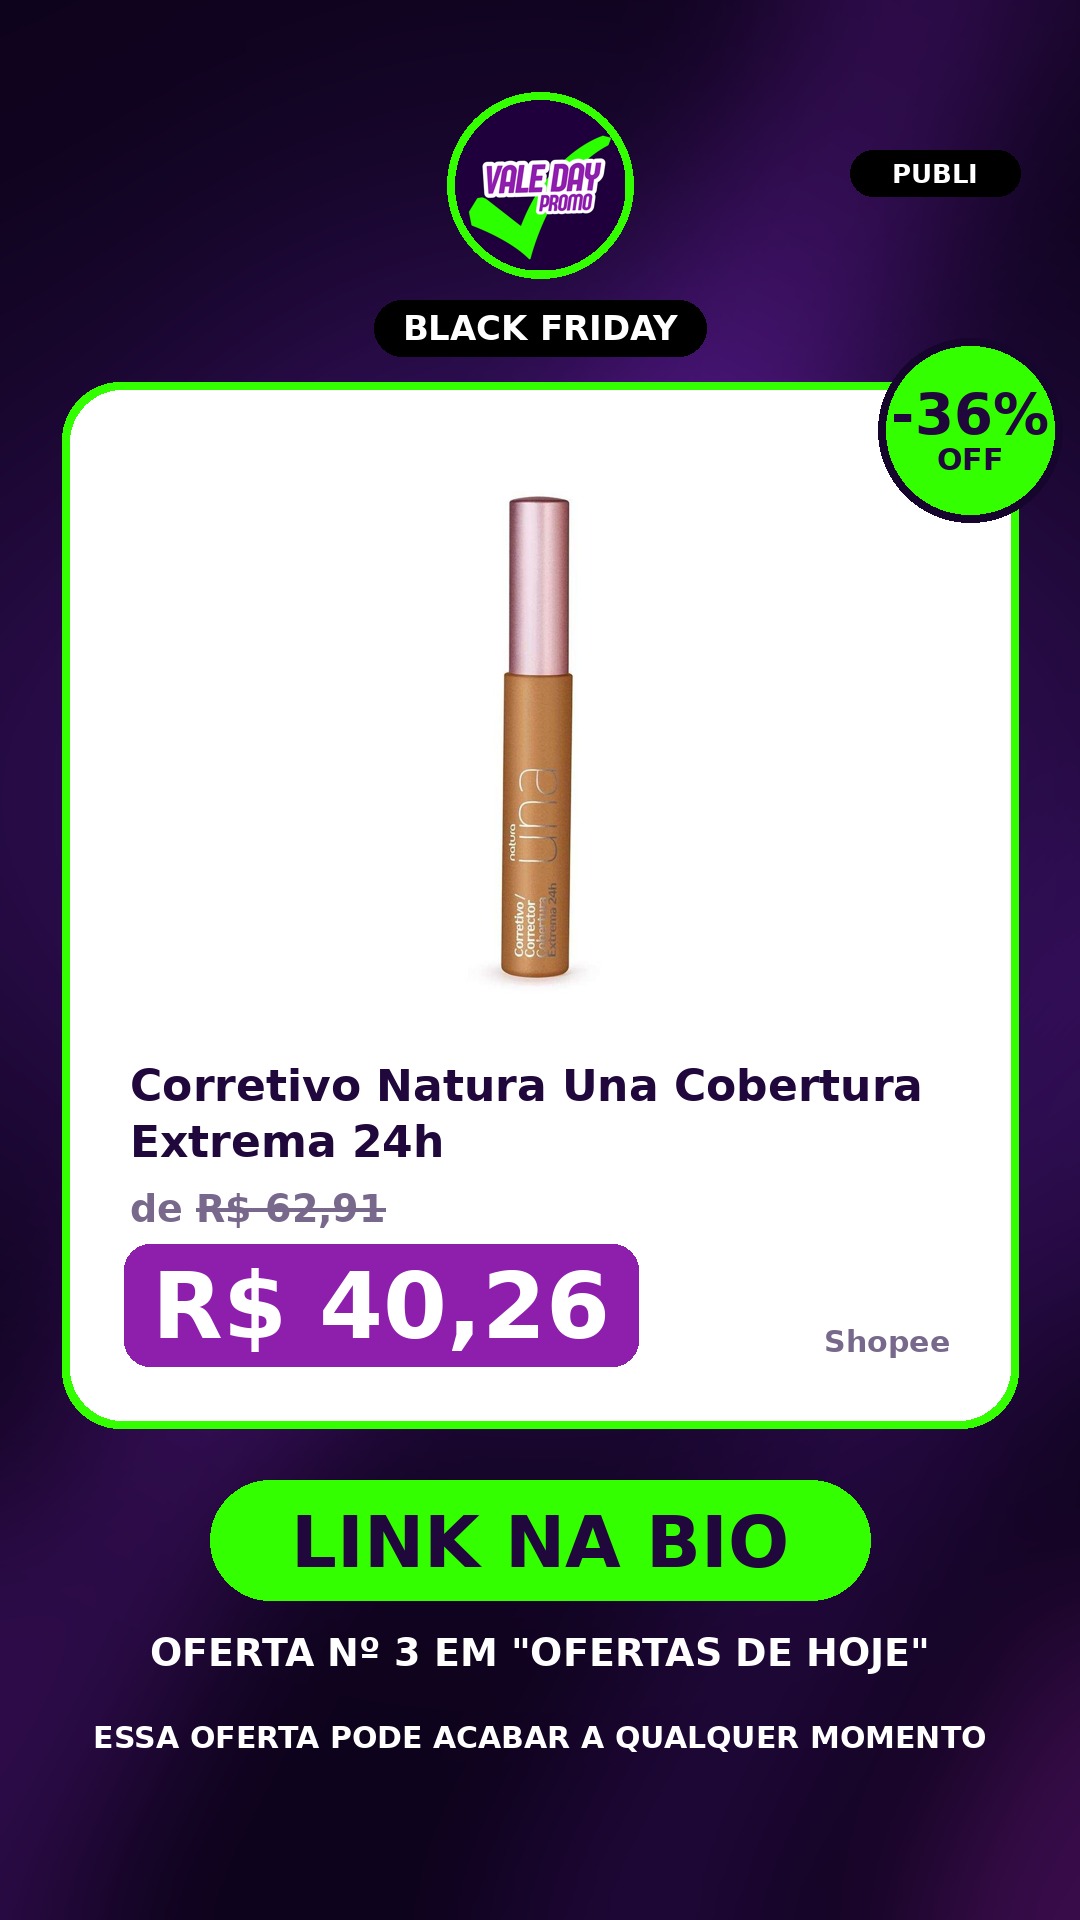 VALE DAY
PROMO
PUBLI
BLACK FRIDAY
-36%
OFF
natura
una
Corretivo/
Corrector
Cobertura
Extrema 24h
Corretivo Natura Una Cobertura
Extrema 24h
de R$ 62,91
R$ 40,26
Shopee
LINK NA BIO
OFERTA Nº 3 EM "OFERTAS DE HOJE"
ESSA OFERTA PODE ACABAR A QUALQUER MOMENTO